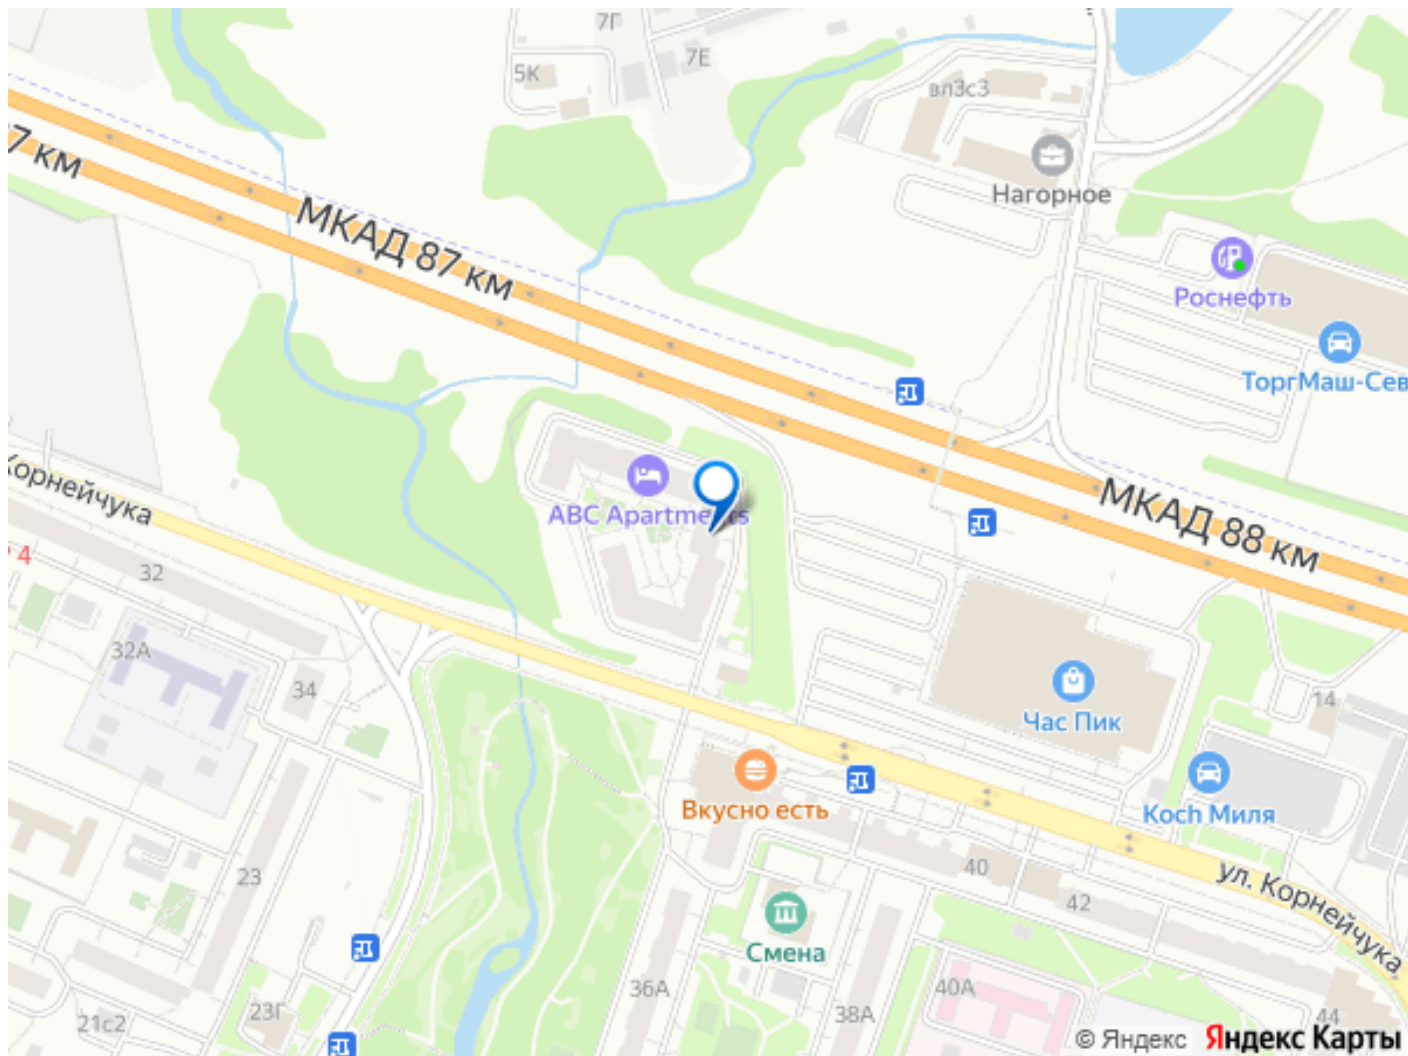 7Г
7Е
5К
вл3с3
7 км
МКАД 87 км
Нагорное
Роснефть
ТоргМаш-Сев
ABC Apartments
МКАД 88 км
Корнейчука
4
32
32А
34
Час Пик
14
Вкусно есть
Koch Миля
23
40
ул. Корнейчука
42
Смена
36А
40А
23Г
21с2
38А
44
© Яндекс Яндекс Карты